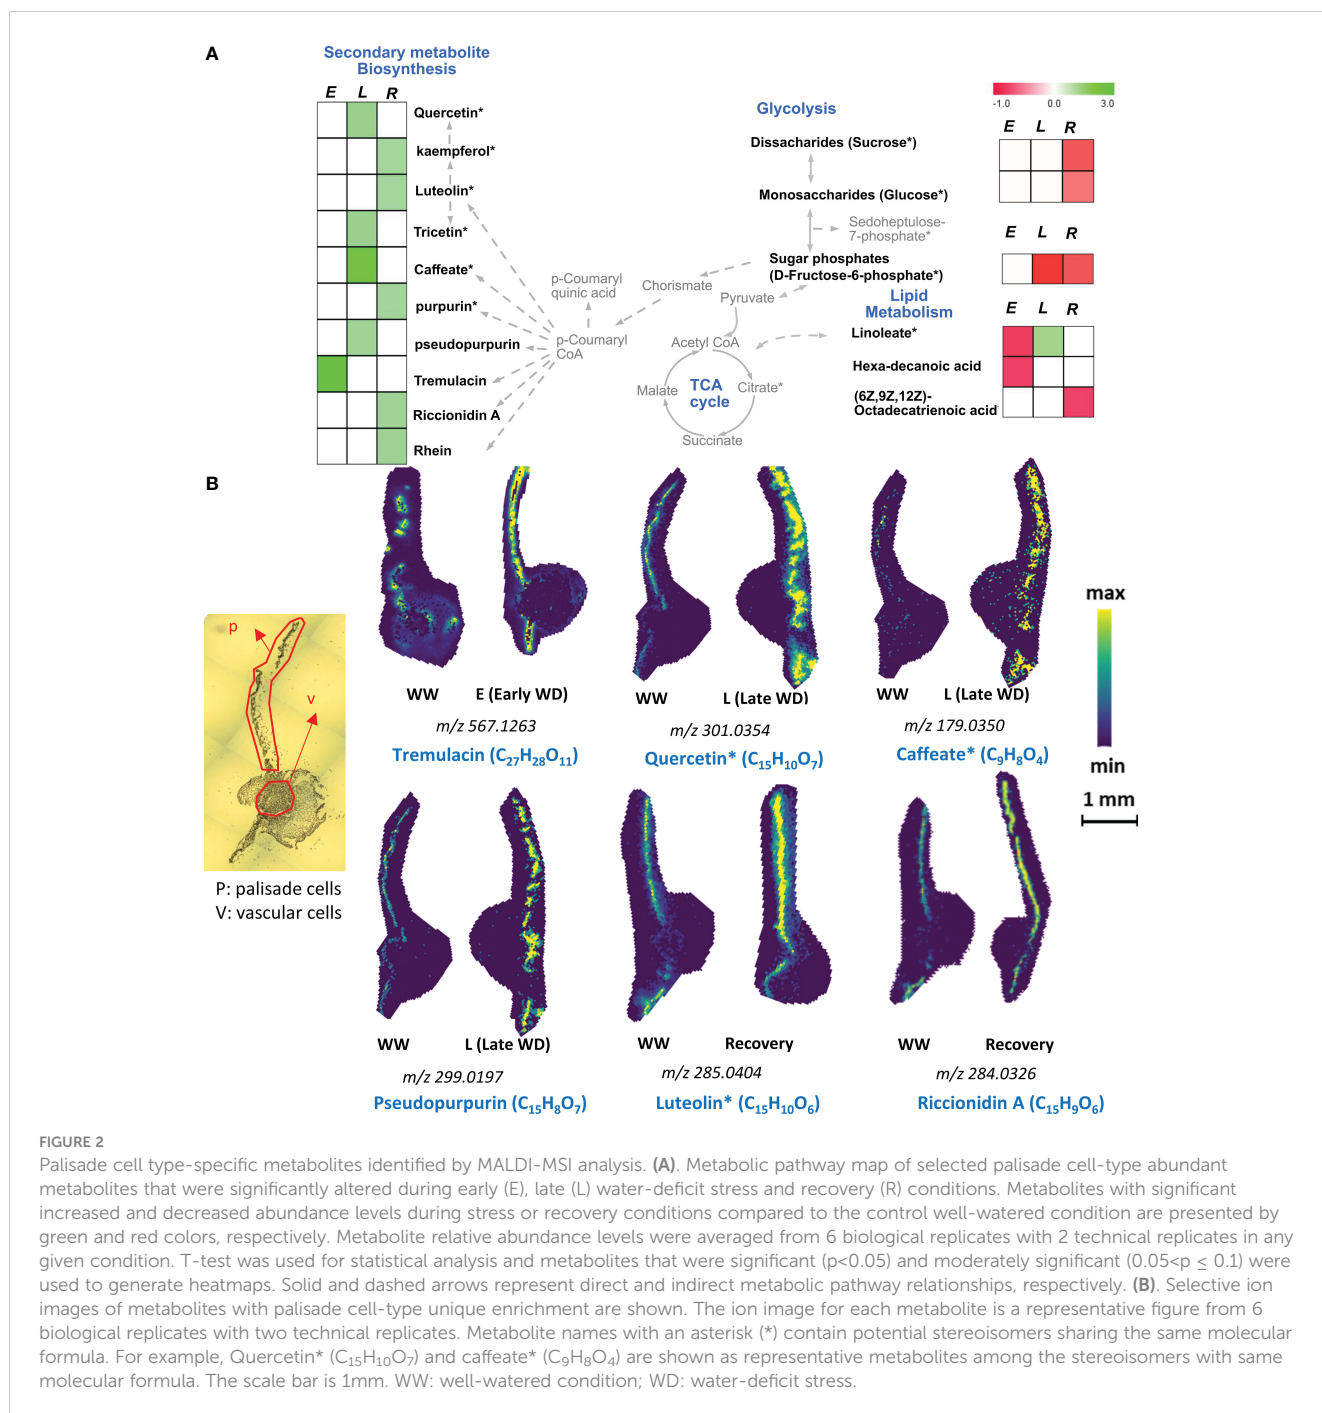 A
Secondary metabolite
Biosynthesis
E L R
Quercetin*
kaempferol*
Luteolin*
Tricetin*
Caffeate*
purpurin*
pseudopurpurin
Tremulacin
Riccionidin A
Rhein
p-Coumaryl
quinic acid
p-Coumaryl
CoA
Chorismate
Glycolysis
Dissacharides (Sucrose*)
Monosaccharides (Glucose*)
Sedoheptulose-
7-phosphate*
Sugar phosphates
(D-Fructose-6-phosphate*)
Pyruvate
Acetyl CoA
Malate
TCA
cycle
Citrate*
Succinate
-1.0 0.0 3.0
E L R
E L R
Lipid
Metabolism
E L R
Linoleate*
Hexa-decanoic acid
(6Z,9Z,12Z)-
Octadecatrienoic acid
B
p
v
P: palisade cells
V: vascular cells
WW E (Early WD)
m/z 567.1263
Tremulacin (C27H28O11)
WW L (Late WD)
m/z 301.0354
Quercetin* (C15H10O7)
WW L (Late WD)
m/z 179.0350
Caffeate* (C9H8O4)
max
min
1 mm
WW L (Late WD)
m/z 299.0197
Pseudopurpurin (C15H8O7)
WW Recovery
m/z 285.0404
Luteolin* (C15H10O6)
WW Recovery
m/z 284.0326
Riccionidin A (C15H9O6)
FIGURE 2
Palisade cell type-specific metabolites identified by MALDI-MSI analysis. (A). Metabolic pathway map of selected palisade cell-type abundant
metabolites that were significantly altered during early (E), late (L) water-deficit stress and recovery (R) conditions. Metabolites with significant
increased and decreased abundance levels during stress or recovery conditions compared to the control well-watered condition are presented by
green and red colors, respectively. Metabolite relative abundance levels were averaged from 6 biological replicates with 2 technical replicates in any
given condition. T-test was used for statistical analysis and metabolites that were significant (p<0.05) and moderately significant (0.05<p ≤ 0.1) were
used to generate heatmaps. Solid and dashed arrows represent direct and indirect metabolic pathway relationships, respectively. (B). Selective ion
images of metabolites with palisade cell-type unique enrichment are shown. The ion image for each metabolite is a representative figure from 6
biological replicates with two technical replicates. Metabolite names with an asterisk (*) contain potential stereoisomers sharing the same molecular
formula. For example, Quercetin* (C15H10O7) and caffeate* (C9H8O4) are shown as representative metabolites among the stereoisomers with same
molecular formula. The scale bar is 1mm. WW: well-watered condition; WD: water-deficit stress.